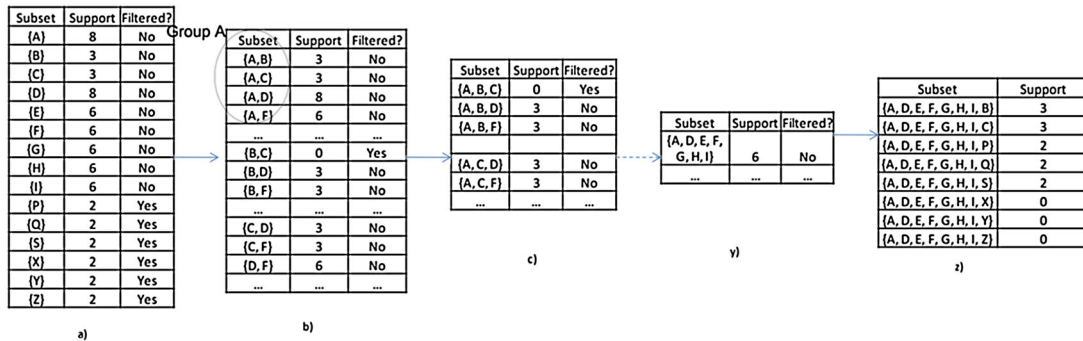 Subset Support Filtered?
{A} 8 No
{B} 3 No
{C} 3 No
{D} 8 No
{E} 6 No
{F} 6 No
{G} 6 No
{H} 6 No
{I} 6 No
{P} 2 Yes
{Q} 2 Yes
{S} 2 Yes
{X} 2 Yes
{Y} 2 Yes
{Z} 2 Yes
a)
Group A
Subset Support Filtered?
{A,B} 3 No
{A,C} 3 No
{A,D} 8 No
{A,F} 6 No
... ... ...
{B,C} 0 Yes
{B,D} 3 No
{B,F} 3 No
... ... ...
{C, D} 3 No
{C, F} 3 No
{D, F} 6 No
... ... ...
b)
Subset Support Filtered?
{A, B, C} 0 Yes
{A, B, D} 3 No
{A, B, F} 3 No
{A, C, D} 3 No
{A, C, F} 3 No
... ... ...
c)
Subset Support Filtered?
{A, D, E, F,
G, H, I} 6 No
... ... ...
y)
Subset Support
{A, D, E, F, G, H, I, B} 3
{A, D, E, F, G, H, I, C} 3
{A, D, E, F, G, H, I, P} 2
{A, D, E, F, G, H, I, Q} 2
{A, D, E, F, G, H, I, S} 2
{A, D, E, F, G, H, I, X} 0
{A, D, E, F, G, H, I, Y} 0
{A, D, E, F, G, H, I, Z} 0
z)